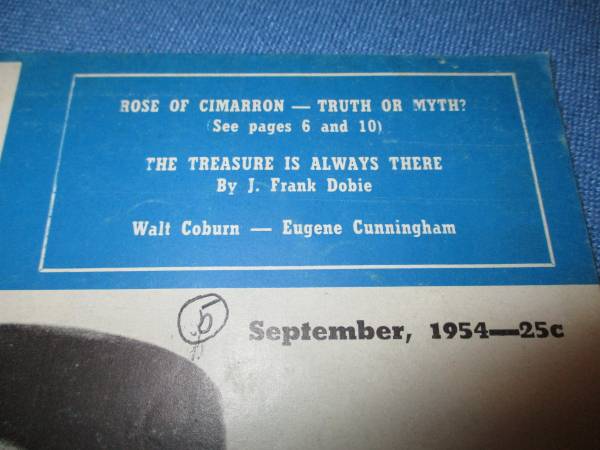 ROSE OF CIMARRON — TRUTH OR MYTH?
(See pages 6 and 10)
THE TREASURE IS ALWAYS THERE
By J. Frank Dobie
Walt Coburn — Eugene Cunningham
5
September, 1954—25c